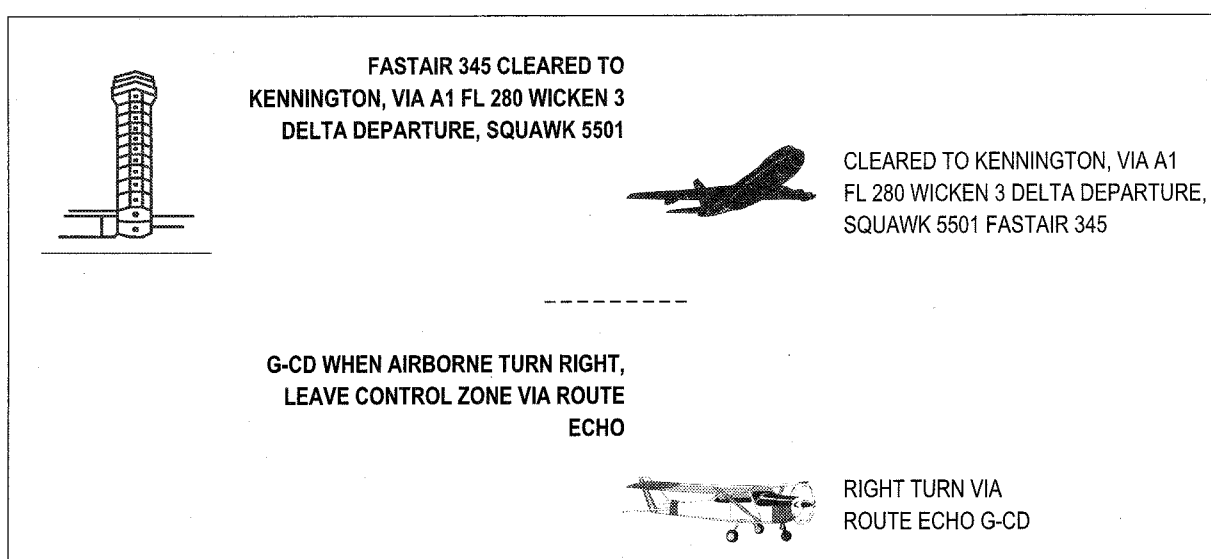 FASTAIR 345 CLEARED TO
KENNINGTON, VIA A1 FL 280 WICKEN 3
DELTA DEPARTURE, SQUAWK 5501
CLEARED TO KENNINGTON, VIA A1
FL 280 WICKEN 3 DELTA DEPARTURE,
SQUAWK 5501 FASTAIR 345
G-CD WHEN AIRBORNE TURN RIGHT,
LEAVE CONTROL ZONE VIA ROUTE
ECHO
RIGHT TURN VIA
ROUTE ECHO G-CD